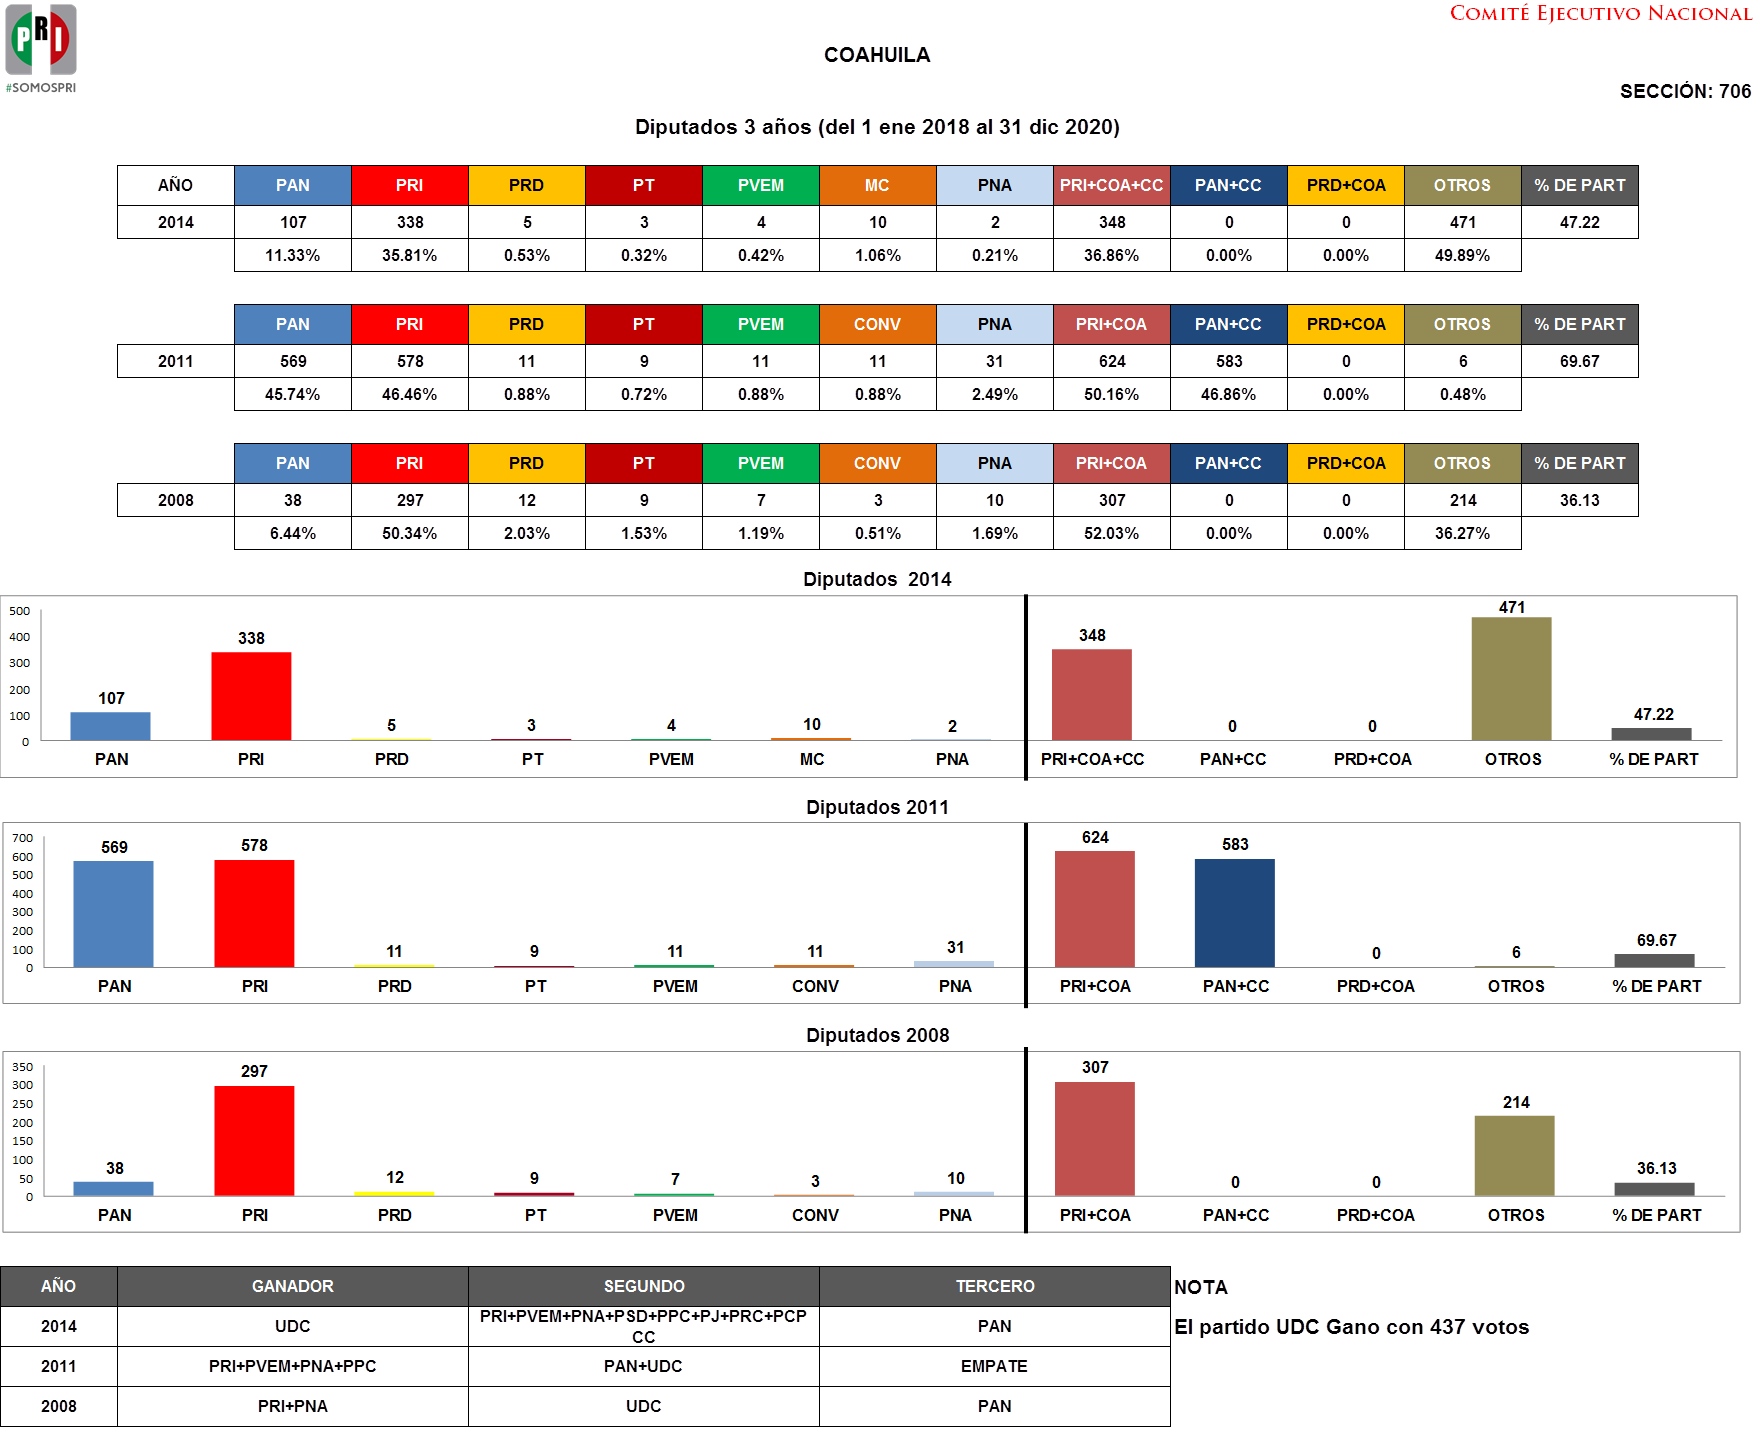 PRI
#SOMOSPRI
COMITÉ EJECUTIVO NACIONAL
COAHUILA
SECCIÓN: 706
Diputados 3 años (del 1 ene 2018 al 31 dic 2020)
AÑO PAN PRI PRD PT PVEM MC PNA PRI+COA+CC PAN+CC PRD+COA OTROS % DE PART
2014 107 338 5 3 4 10 2 348 0 0 471 47.22
11.33% 35.81% 0.53% 0.32% 0.42% 1.06% 0.21% 36.86% 0.00% 0.00% 49.89%
PAN PRI PRD PT PVEM CONV PNA PRI+COA PAN+CC PRD+COA OTROS % DE PART
2011 569 578 11 9 11 11 31 624 583 0 6 69.67
45.74% 46.46% 0.88% 0.72% 0.88% 0.88% 2.49% 50.16% 46.86% 0.00% 0.48%
PAN PRI PRD PT PVEM CONV PNA PRI+COA PAN+CC PRD+COA OTROS % DE PART
2008 38 297 12 9 7 3 10 307 0 0 214 36.13
6.44% 50.34% 2.03% 1.53% 1.19% 0.51% 1.69% 52.03% 0.00% 0.00% 36.27%
Diputados 2014
500
400
300
200
100
0
107 338 5 3 4 10 2 348 0 0 471 47.22
PAN PRI PRD PT PVEM MC PNA PRI+COA+CC PAN+CC PRD+COA OTROS % DE PART
Diputados 2011
700
600
500
400
300
200
100
0
569 578 11 9 11 11 31 624 583 0 6 69.67
PAN PRI PRD PT PVEM CONV PNA PRI+COA PAN+CC PRD+COA OTROS % DE PART
Diputados 2008
350
300
250
200
150
100
50
0
38 297 12 9 7 3 10 307 0 0 214 36.13
PAN PRI PRD PT PVEM CONV PNA PRI+COA PAN+CC PRD+COA OTROS % DE PART
AÑO GANADOR SEGUNDO TERCERO NOTA
2014 UDC PRI+PVEM+PNA+PSD+PPC+PJ+PRC+PCP CC PAN El partido UDC Gano con 437 votos
2011 PRI+PVEM+PNA+PPC PAN+UDC EMPATE
2008 PRI+PNA UDC PAN